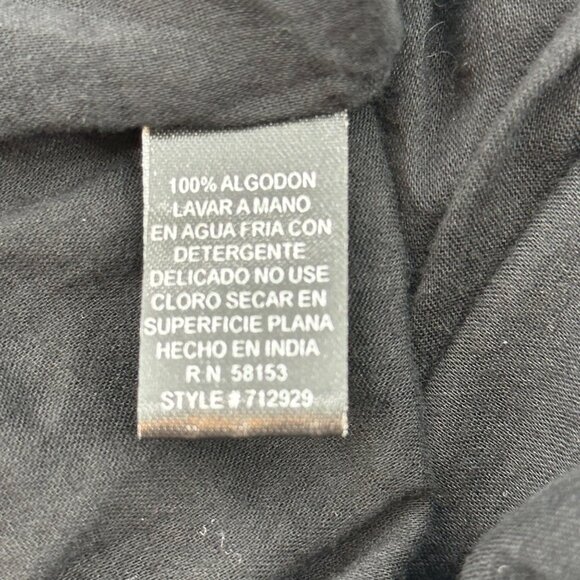 100% ALGODON
LAVAR A MANO
EN AGUA FRIA CON
DETERGENTE
DELICADO NO USE
CLORO SECAR EN
SUPERFICIE PLANA
HECHO EN INDIA
R N 58153
STYLE # 712929